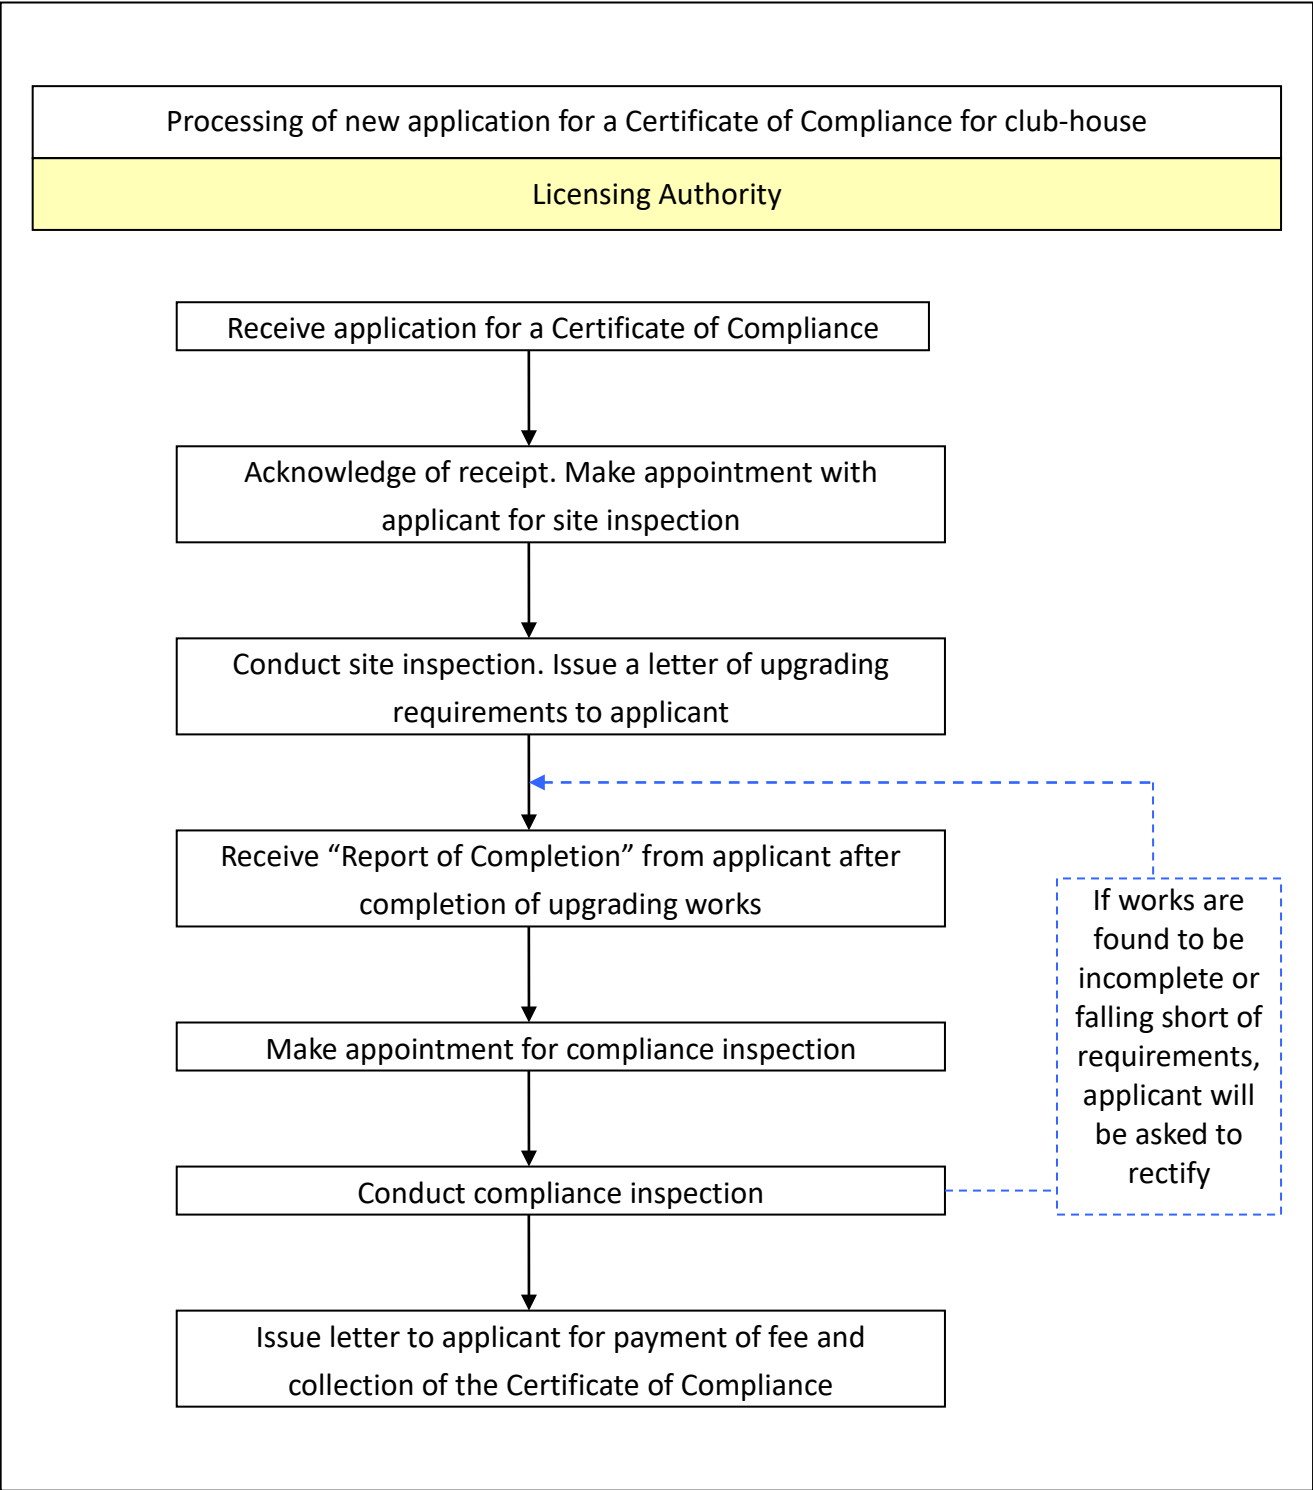 Processing of new application for a Certificate of Compliance for club-house
Licensing Authority
Receive application for a Certificate of Compliance
Acknowledge of receipt. Make appointment with
applicant for site inspection
Conduct site inspection. Issue a letter of upgrading
requirements to applicant
Receive “Report of Completion” from applicant after
completion of upgrading works
Make appointment for compliance inspection
Conduct compliance inspection
If works are
found to be
incomplete or
falling short of
requirements,
applicant will
be asked to
rectify
Issue letter to applicant for payment of fee and
collection of the Certificate of Compliance